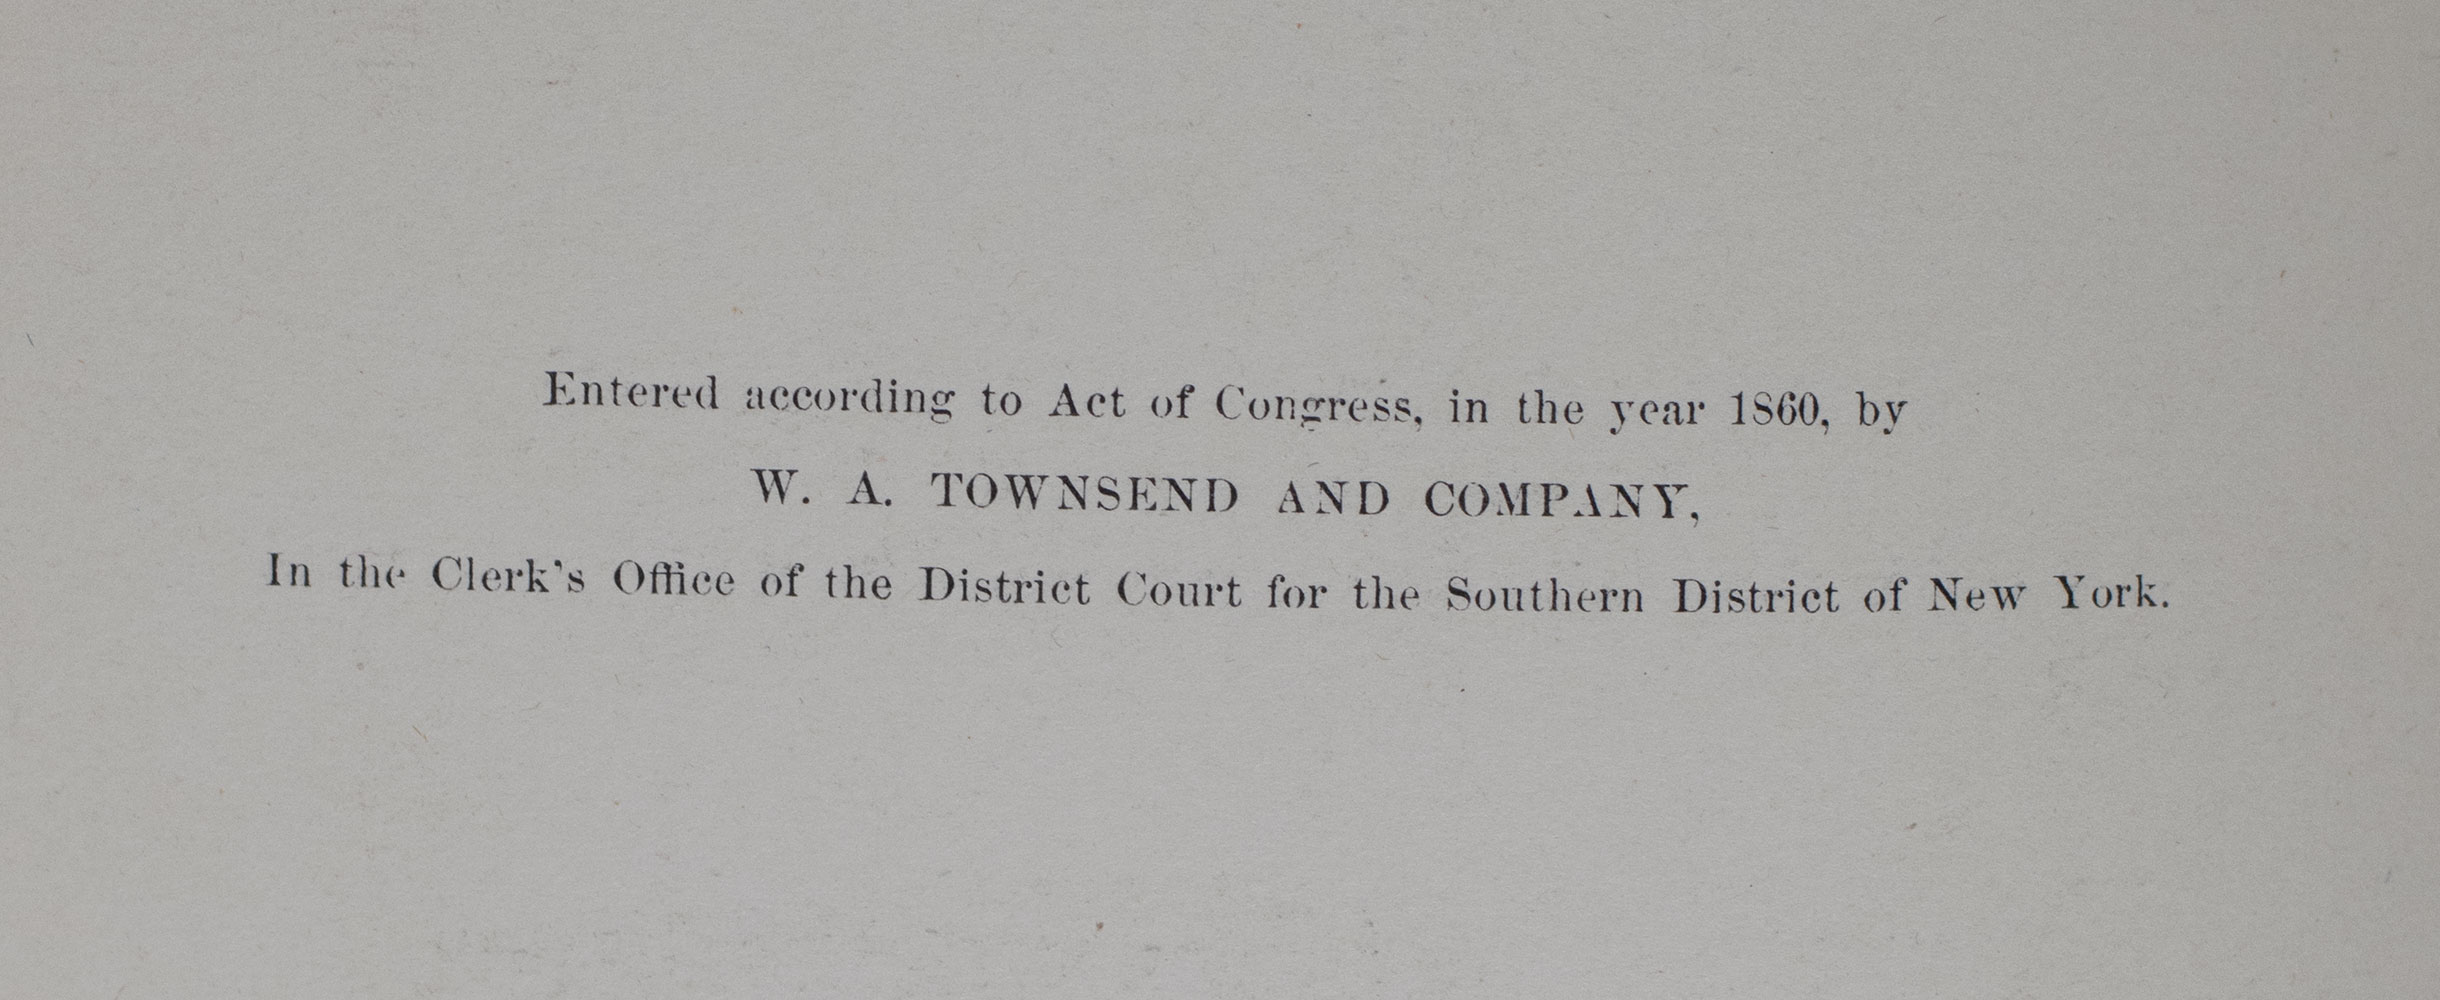 Entered according to Act of Congress, in the year 1860, by
W. A. TOWNSEND AND COMPANY,
In the Clerk's Office of the District Court for the Southern District of New York.